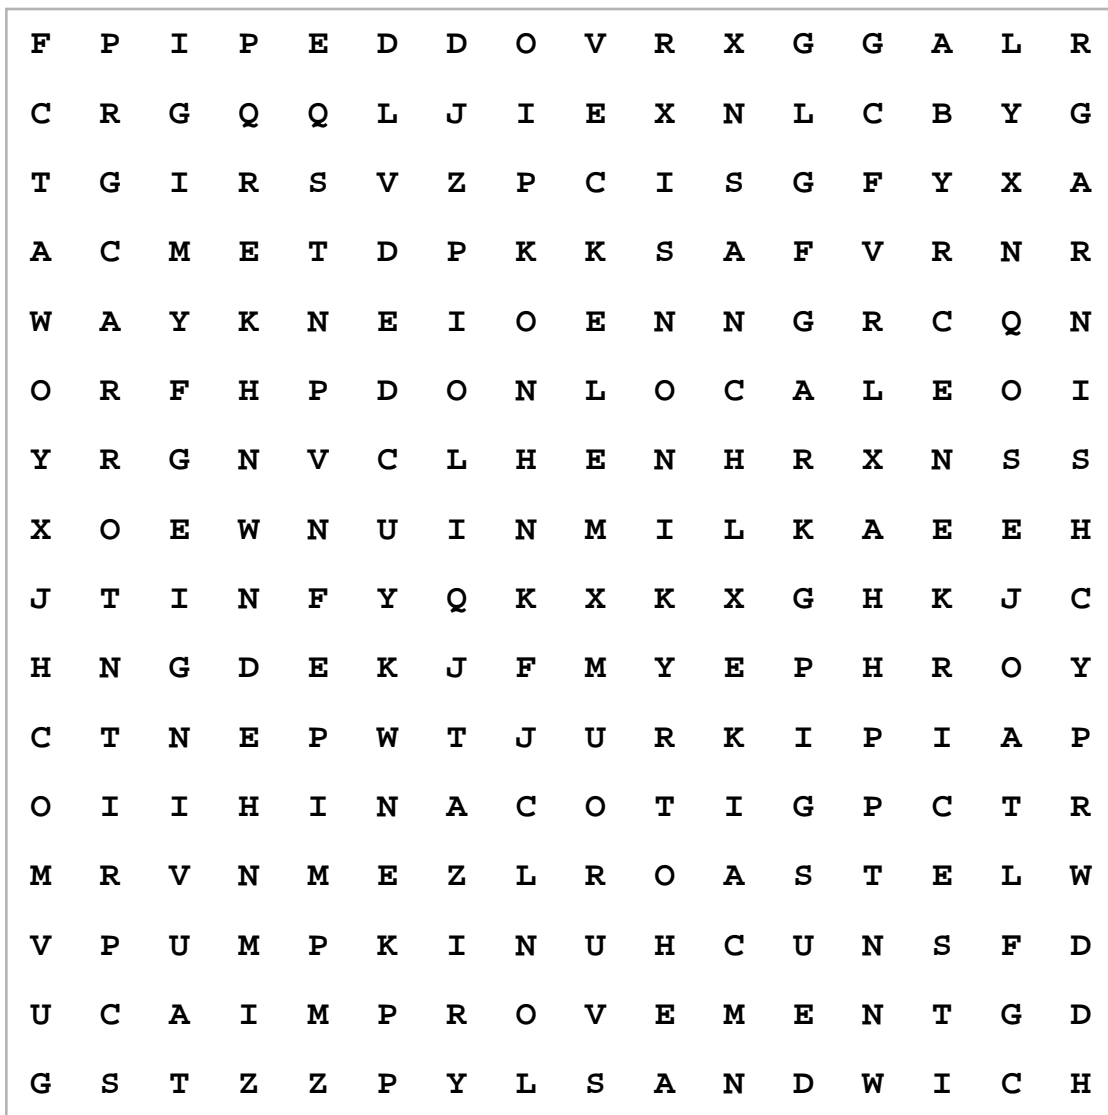 F P I P E D D O V R X G G A L R
C R G Q Q L J I E X N L C B Y G
T G I R S V Z P C I S G F Y X A
A C M E T D P K K S A F V R N R
W A Y K N E I O E N N G R C Q N
O R F H P D O N L O C A L E O I
Y R G N V C L H E N H R X N S S
X O E W N U I N M I L K A E E H
J T I N F Y Q K X K X G H K J C
H N G D E K J F M Y E P H R O Y
C T N E P W T J U R K I P I A P
O I I H I N A C O T I G P C T R
M R V N M E Z L R O A S T E L W
V P U M P K I N U H C U N S F D
U C A I M P R O V E M E N T G D
G S T Z Z P Y L S A N D W I C H